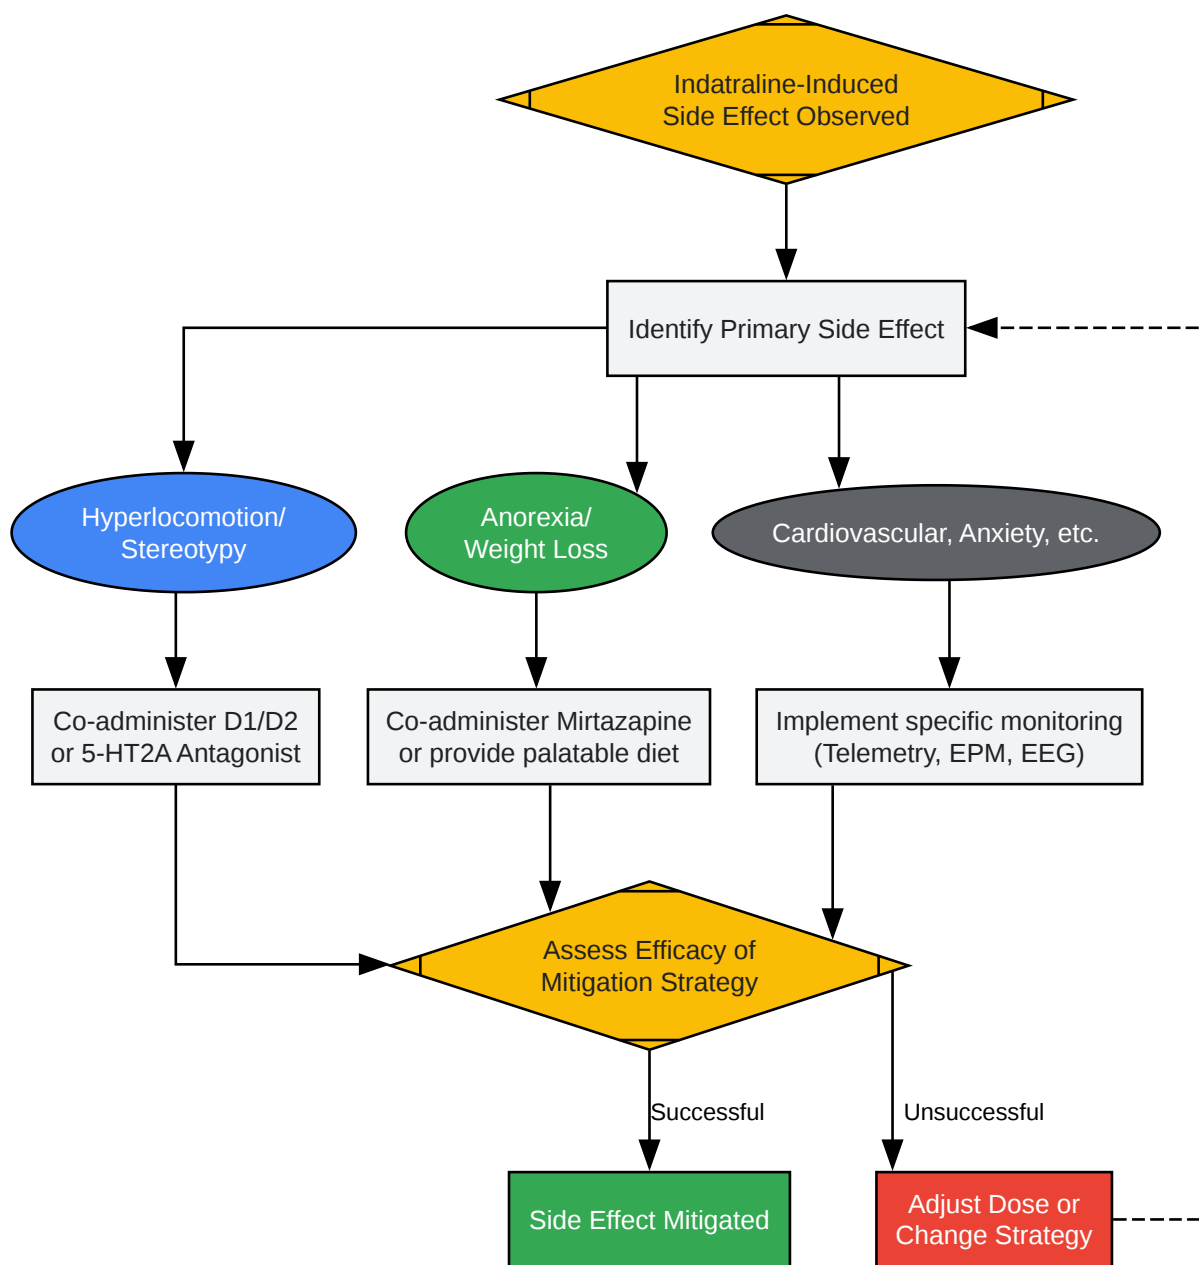 Indatraline-Induced
Side Effect Observed
Identify Primary Side Effect
Hyperlocomotion/
Stereotypy
Anorexia/
Weight Loss
Cardiovascular, Anxiety, etc.
Co-administer D1/D2
or 5-HT2A Antagonist
Co-administer Mirtazapine
or provide palatable diet
Implement specific monitoring
(Telemetry, EPM, EEG)
Assess Efficacy of
Mitigation Strategy
Successful
Unsuccessful
Side Effect Mitigated
Adjust Dose or
Change Strategy